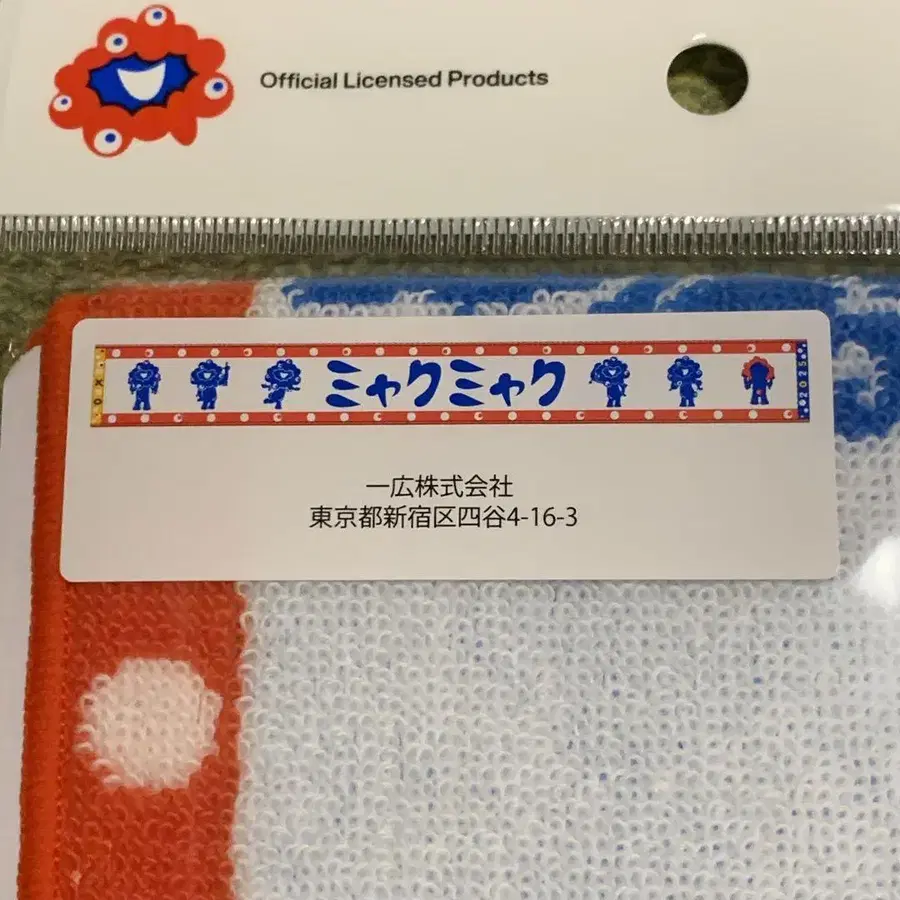 Official Licensed Products
ミャクミャク
2025
一広株式会社
東京都新宿区四谷4-16-3